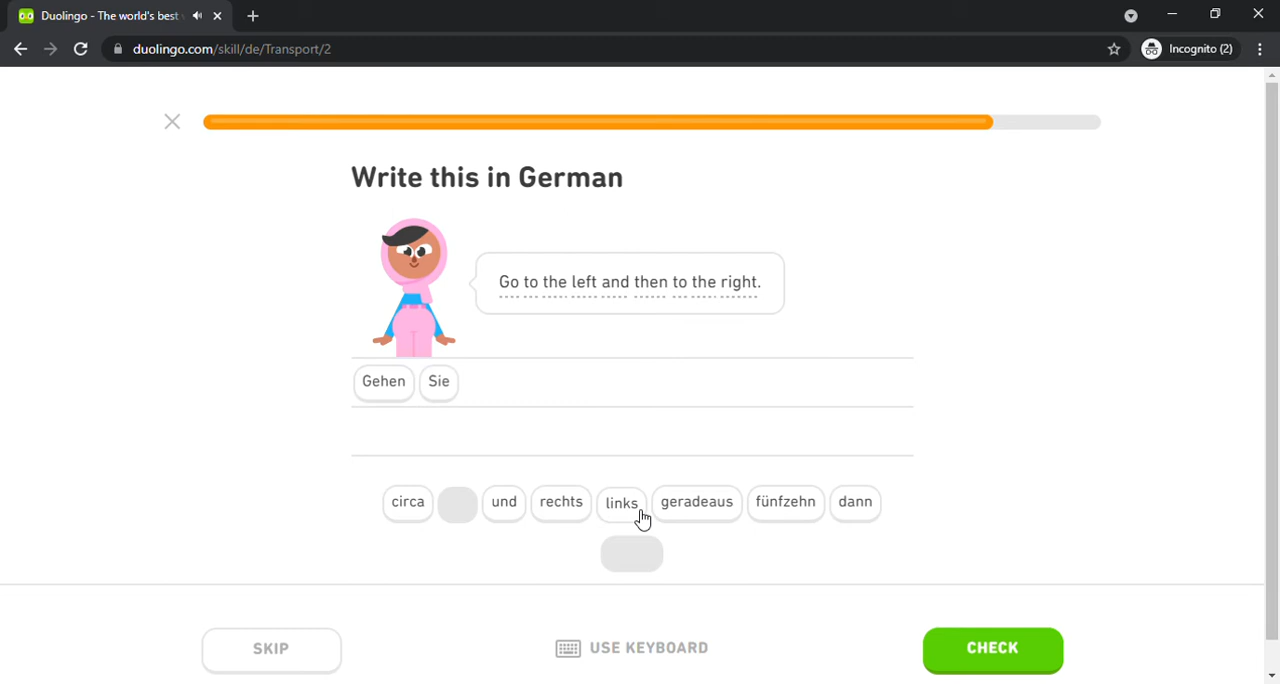 Duolingo - The world's best
duolingo.com/skill/de/Transport/2
Incognito (2)
Write this in German
Go to the left and then to the right.
Gehen Sie
circa und rechts links geradeaus fünfzehn dann
SKIP USE KEYBOARD CHECK